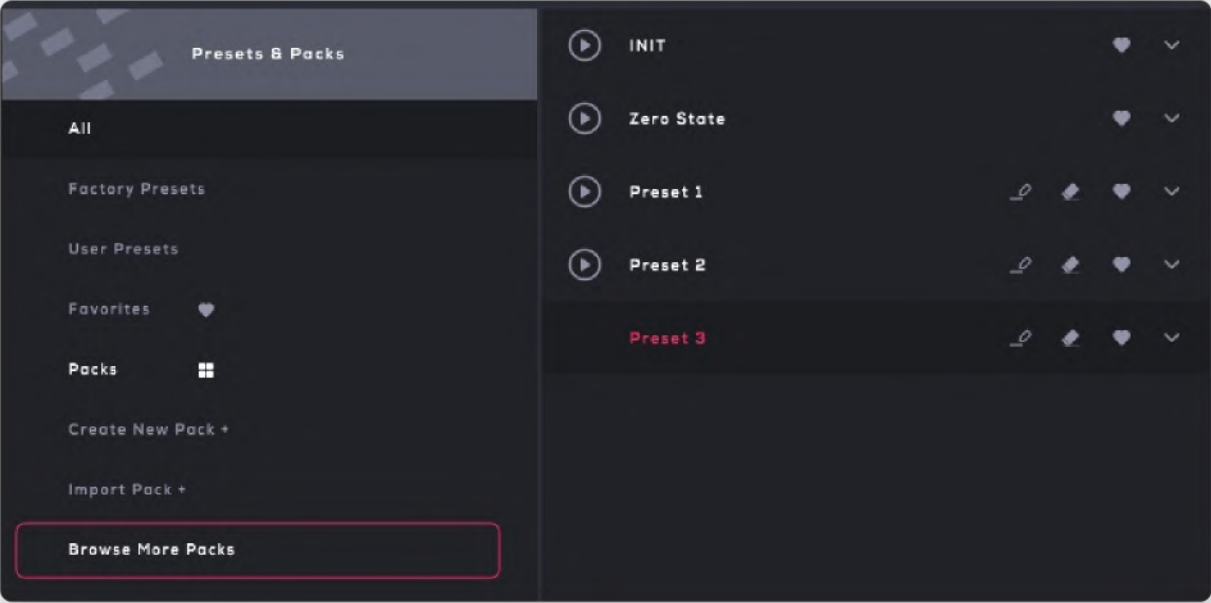 Presets & Packs
All
Factory Presets
User Presets
Favorites
Packs
Create New Pack +
Import Pack +
Browse More Packs
INIT
Zero State
Preset 1
Preset 2
Preset 3